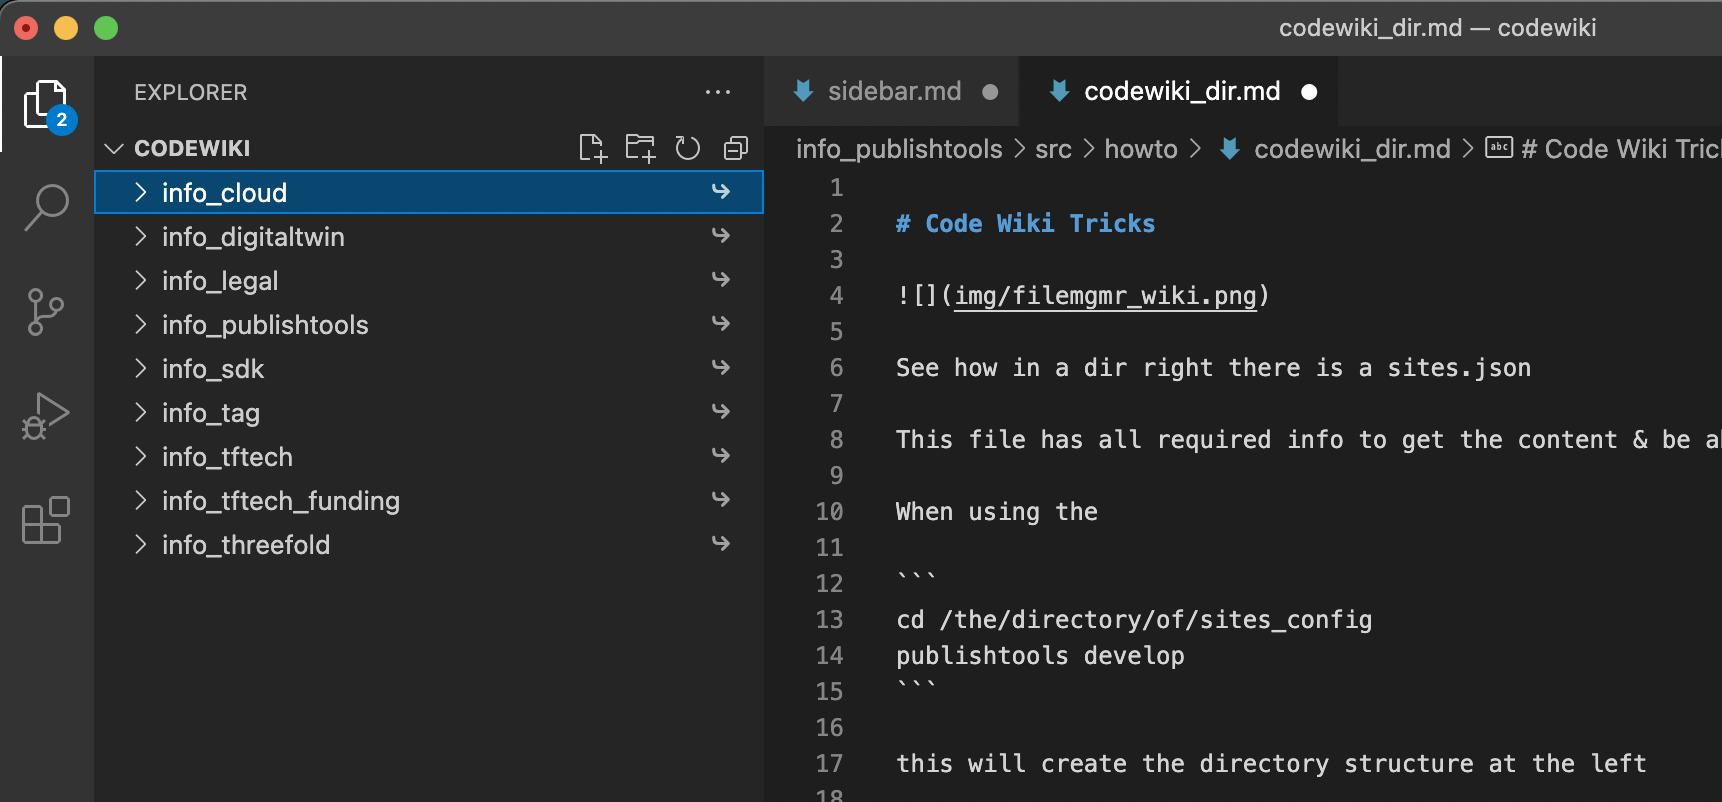 codewiki_dir.md — codewiki
2
EXPLORER
CODEWIKI
info_cloud
info_digitaltwin
info_legal
info_publishtools
info_sdk
info_tag
info_tftech
info_tftech_funding
info_threefold
sidebar.md
codewiki_dir.md
info_publishtools > src > howto > codewiki_dir.md > abc # Code Wiki Tric
1
2 # Code Wiki Tricks
3
4 ![](img/filemgmr_wiki.png)
5
6 See how in a dir right there is a sites.json
7
8 This file has all required info to get the content & be
9
10 When using the
11
12 ```
13 cd /the/directory/of/sites_config
14 publishtools develop
15 ```
16
17 this will create the directory structure at the left
18